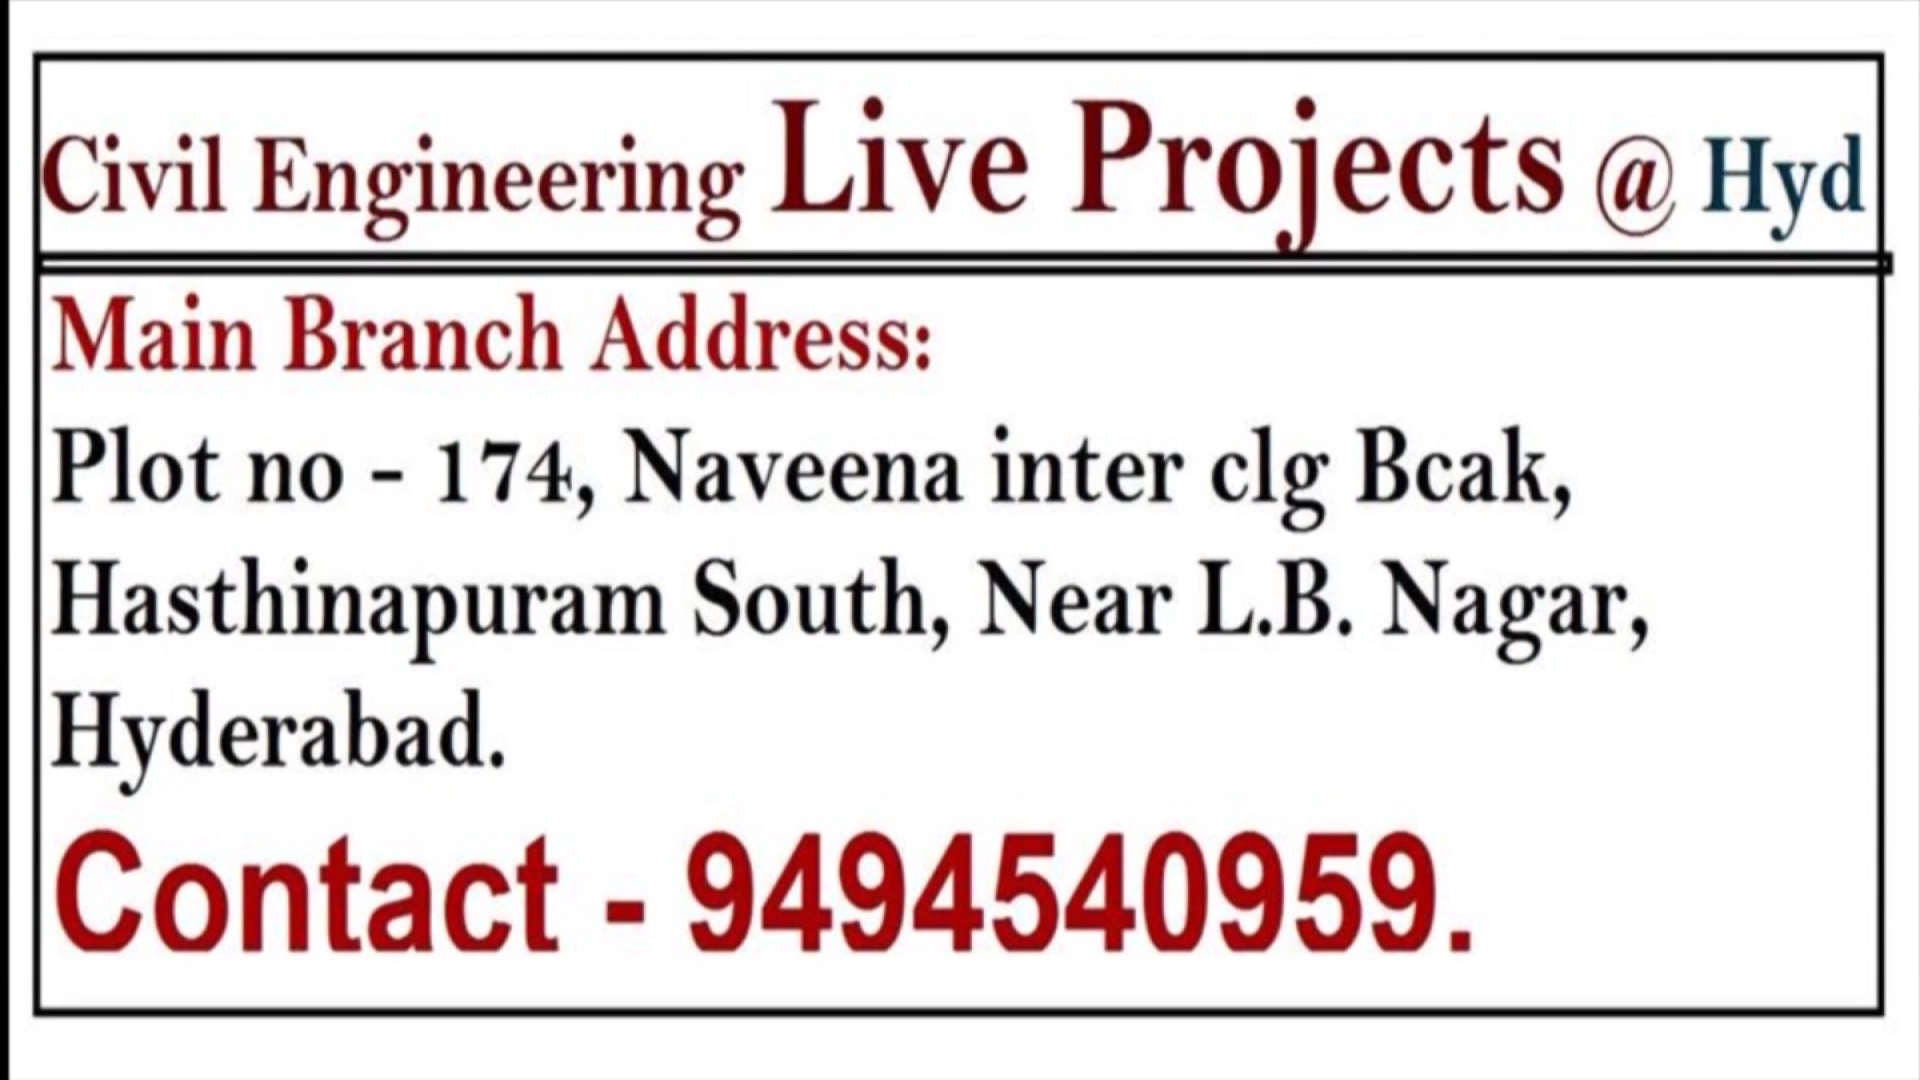 Civil Engineering Live Projects @ Hyd
Main Branch Address:
Plot no - 174, Naveena inter clg Bcak,
Hasthinapuram South, Near L.B. Nagar,
Hyderabad.
Contact - 9494540959.